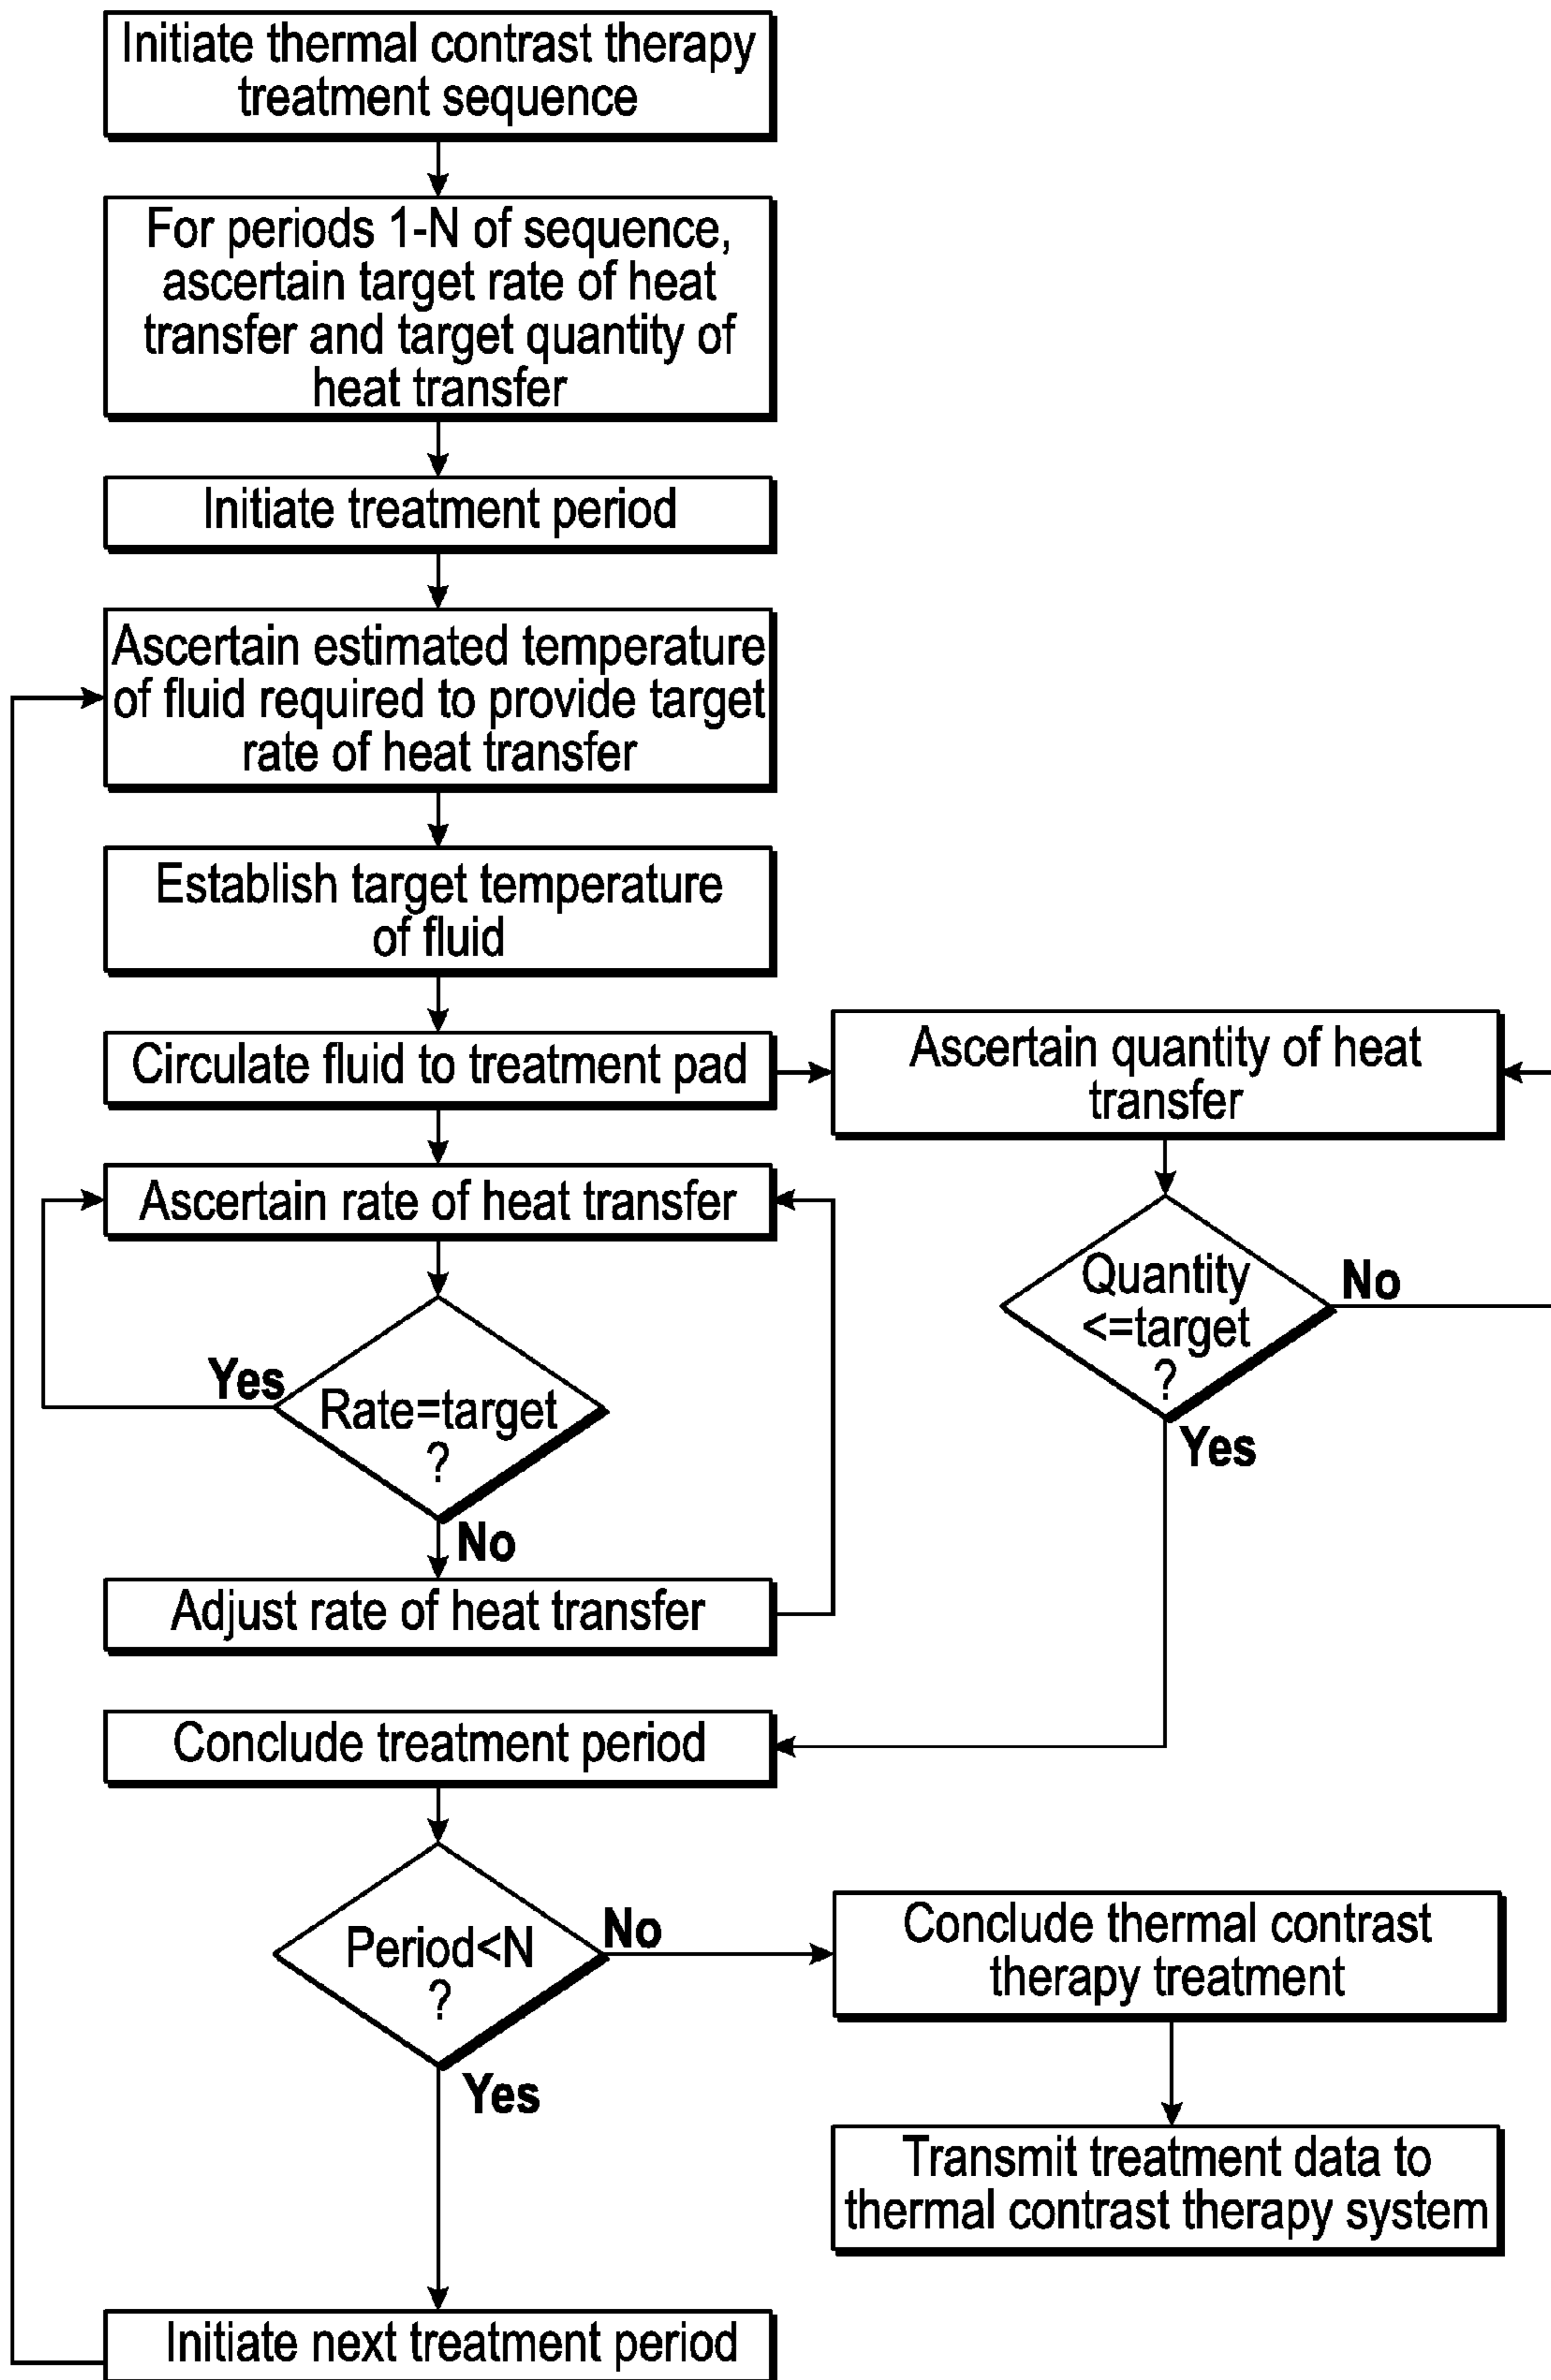 Initiate thermal contrast therapy
treatment sequence
For periods 1-N of sequence,
ascertain target rate of heat
transfer and target quantity of
heat transfer
Initiate treatment period
Ascertain estimated temperature
of fluid required to provide target
rate of heat transfer
Establish target temperature
of fluid
Circulate fluid to treatment pad
Ascertain quantity of heat
transfer
Ascertain rate of heat transfer
Quantity
<=target
?
No
Yes
Yes
Rate=target
?
No
Adjust rate of heat transfer
Conclude treatment period
Period<N
?
No
Yes
Conclude thermal contrast
therapy treatment
Transmit treatment data to
thermal contrast therapy system
Initiate next treatment period